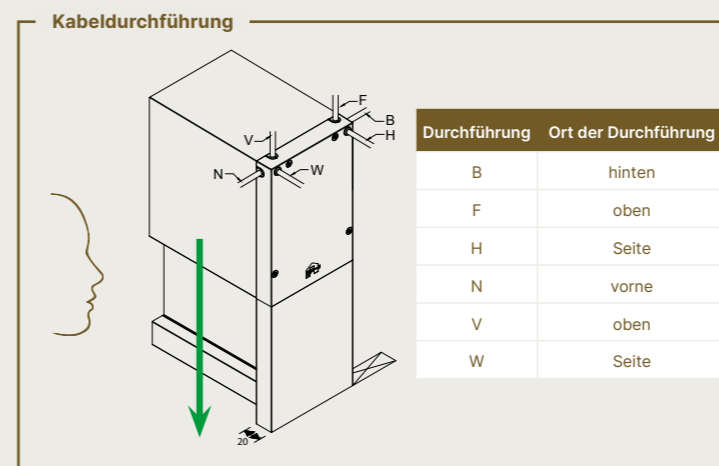 Kabeldurchführung
F
B
H
V
W
N
20
Durchführung Ort der Durchführung
B hinten
F oben
H Seite
N vorne
V oben
W Seite